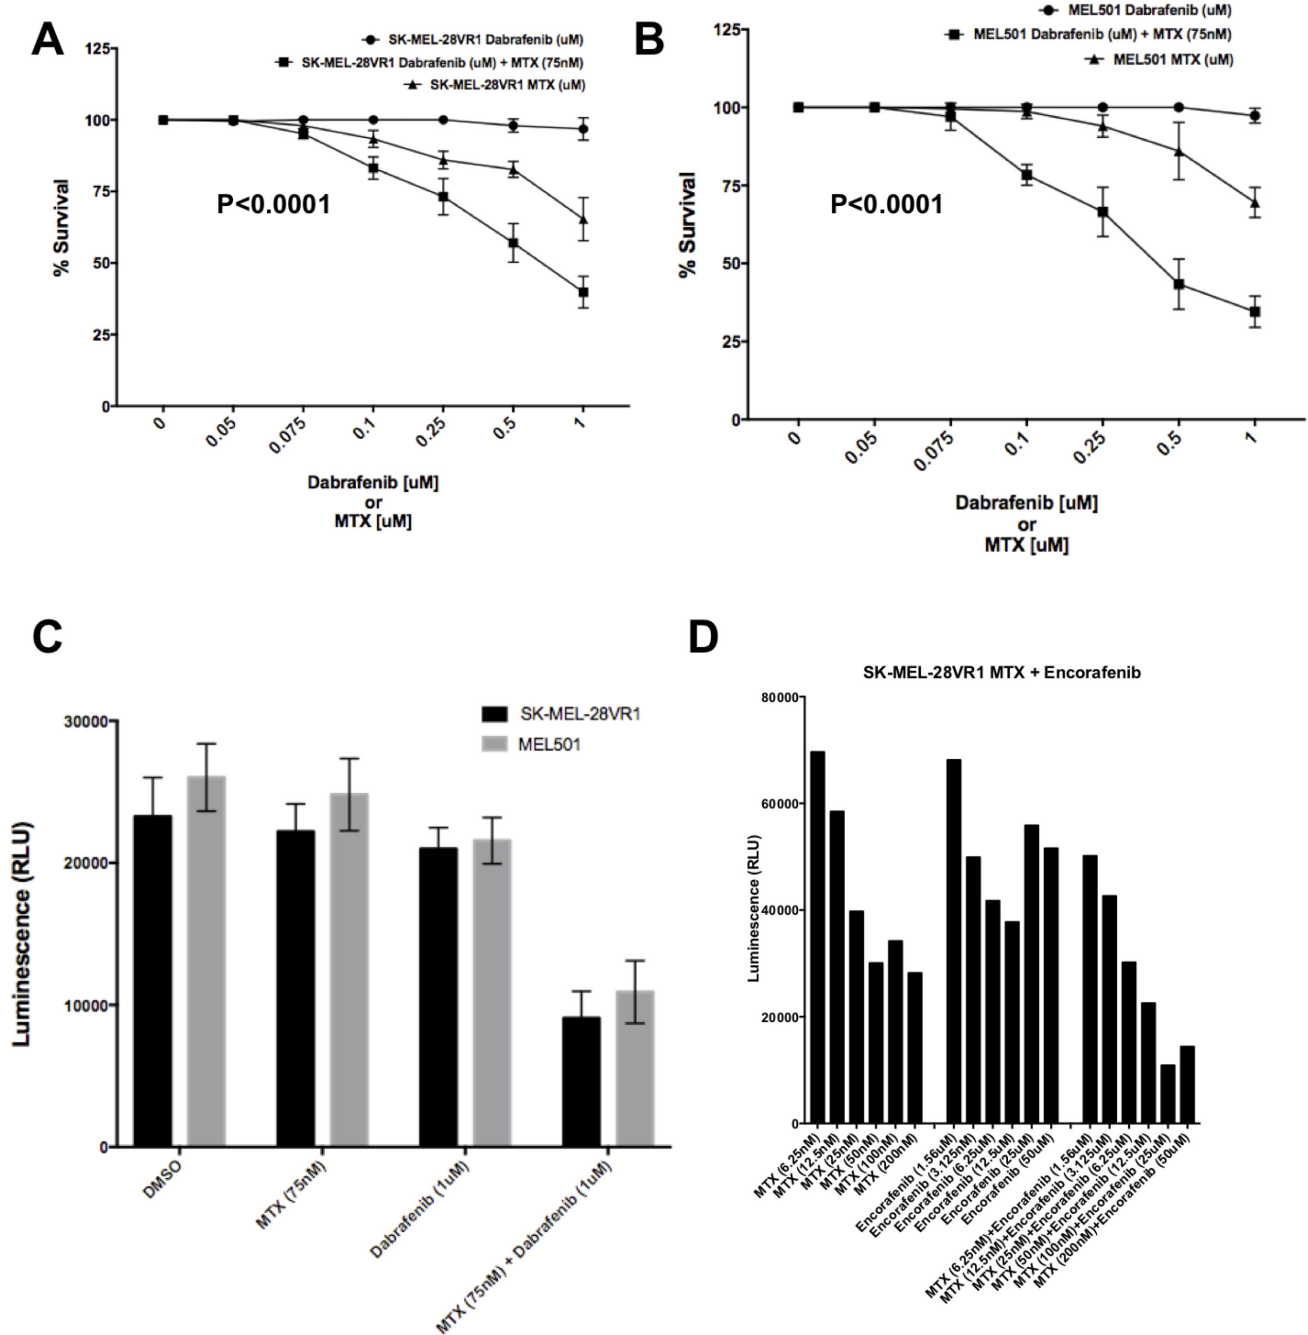 A
SK-MEL-28VR1 Dabrafenib (uM)
SK-MEL-28VR1 Dabrafenib (uM) + MTX (75nM)
SK-MEL-28VR1 MTX (uM)
% Survival
125
100
75
50
25
0
P<0.0001
0
0.05
0.075
0.1
0.25
0.5
1
Dabrafenib [uM]
or
MTX [uM]
B
MEL501 Dabrafenib (uM)
MEL501 Dabrafenib (uM) + MTX (75nM)
MEL501 MTX (uM)
% Survival
125
100
75
50
25
0
P<0.0001
0
0.05
0.075
0.1
0.25
0.5
1
Dabrafenib [uM]
or
MTX [uM]
C
SK-MEL-28VR1
MEL501
Luminescence (RLU)
30000
20000
10000
0
DMSO
MTX (75nM)
Dabrafenib (1uM)
MTX (75nM) + Dabrafenib (1uM)
D
SK-MEL-28VR1 MTX + Encorafenib
Luminescence (RLU)
80000
60000
40000
20000
0
MTX (6.25nM)
MTX (12.5nM)
MTX (25nM)
MTX (50nM)
MTX (100nM)
MTX (200nM)
Encorafenib (1.56uM)
Encorafenib (3.125nM)
Encorafenib (6.25uM)
Encorafenib (12.5uM)
Encorafenib (25uM)
Encorafenib (50uM)
MTX (6.25nM)+Encorafenib (1.56uM)
MTX (12.5nM)+Encorafenib (3.125uM)
MTX (25nM)+Encorafenib (6.25uM)
MTX (50nM)+Encorafenib (12.5uM)
MTX (100nM)+Encorafenib (25uM)
MTX (200nM)+Encorafenib (50uM)